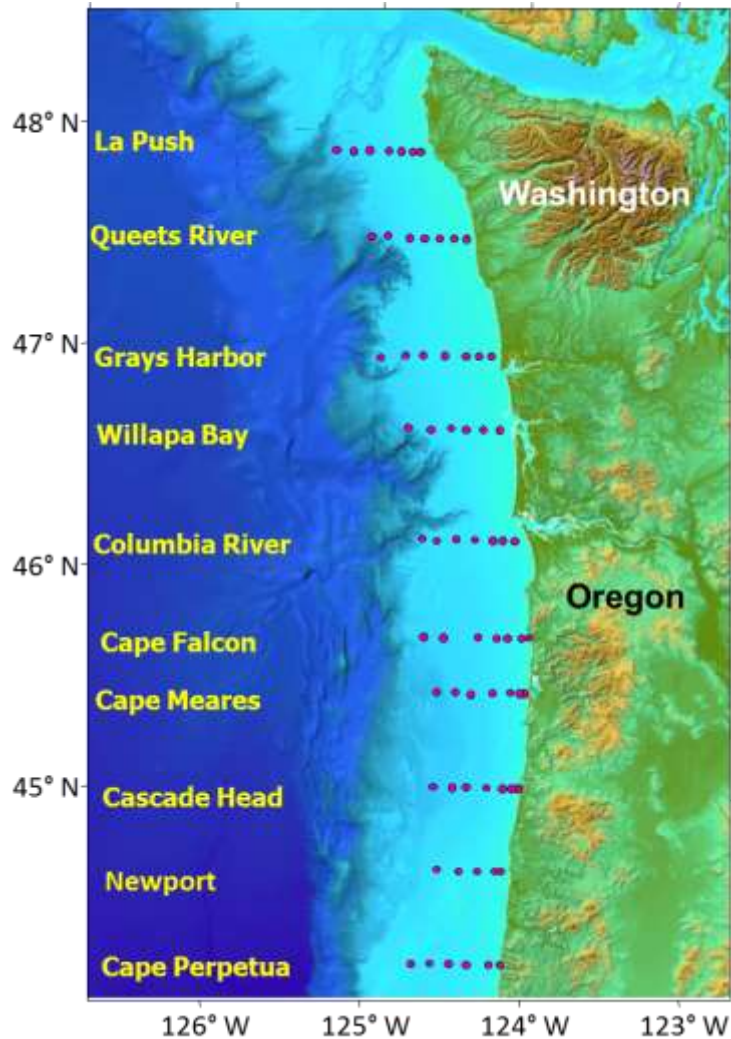 48° N
La Push
Washington
Queets River
47° N
Grays Harbor
Willapa Bay
Columbia River
46° N
Oregon
Cape Falcon
Cape Meares
45° N
Cascade Head
Newport
Cape Perpetua
126° W 125° W 124° W 123° W